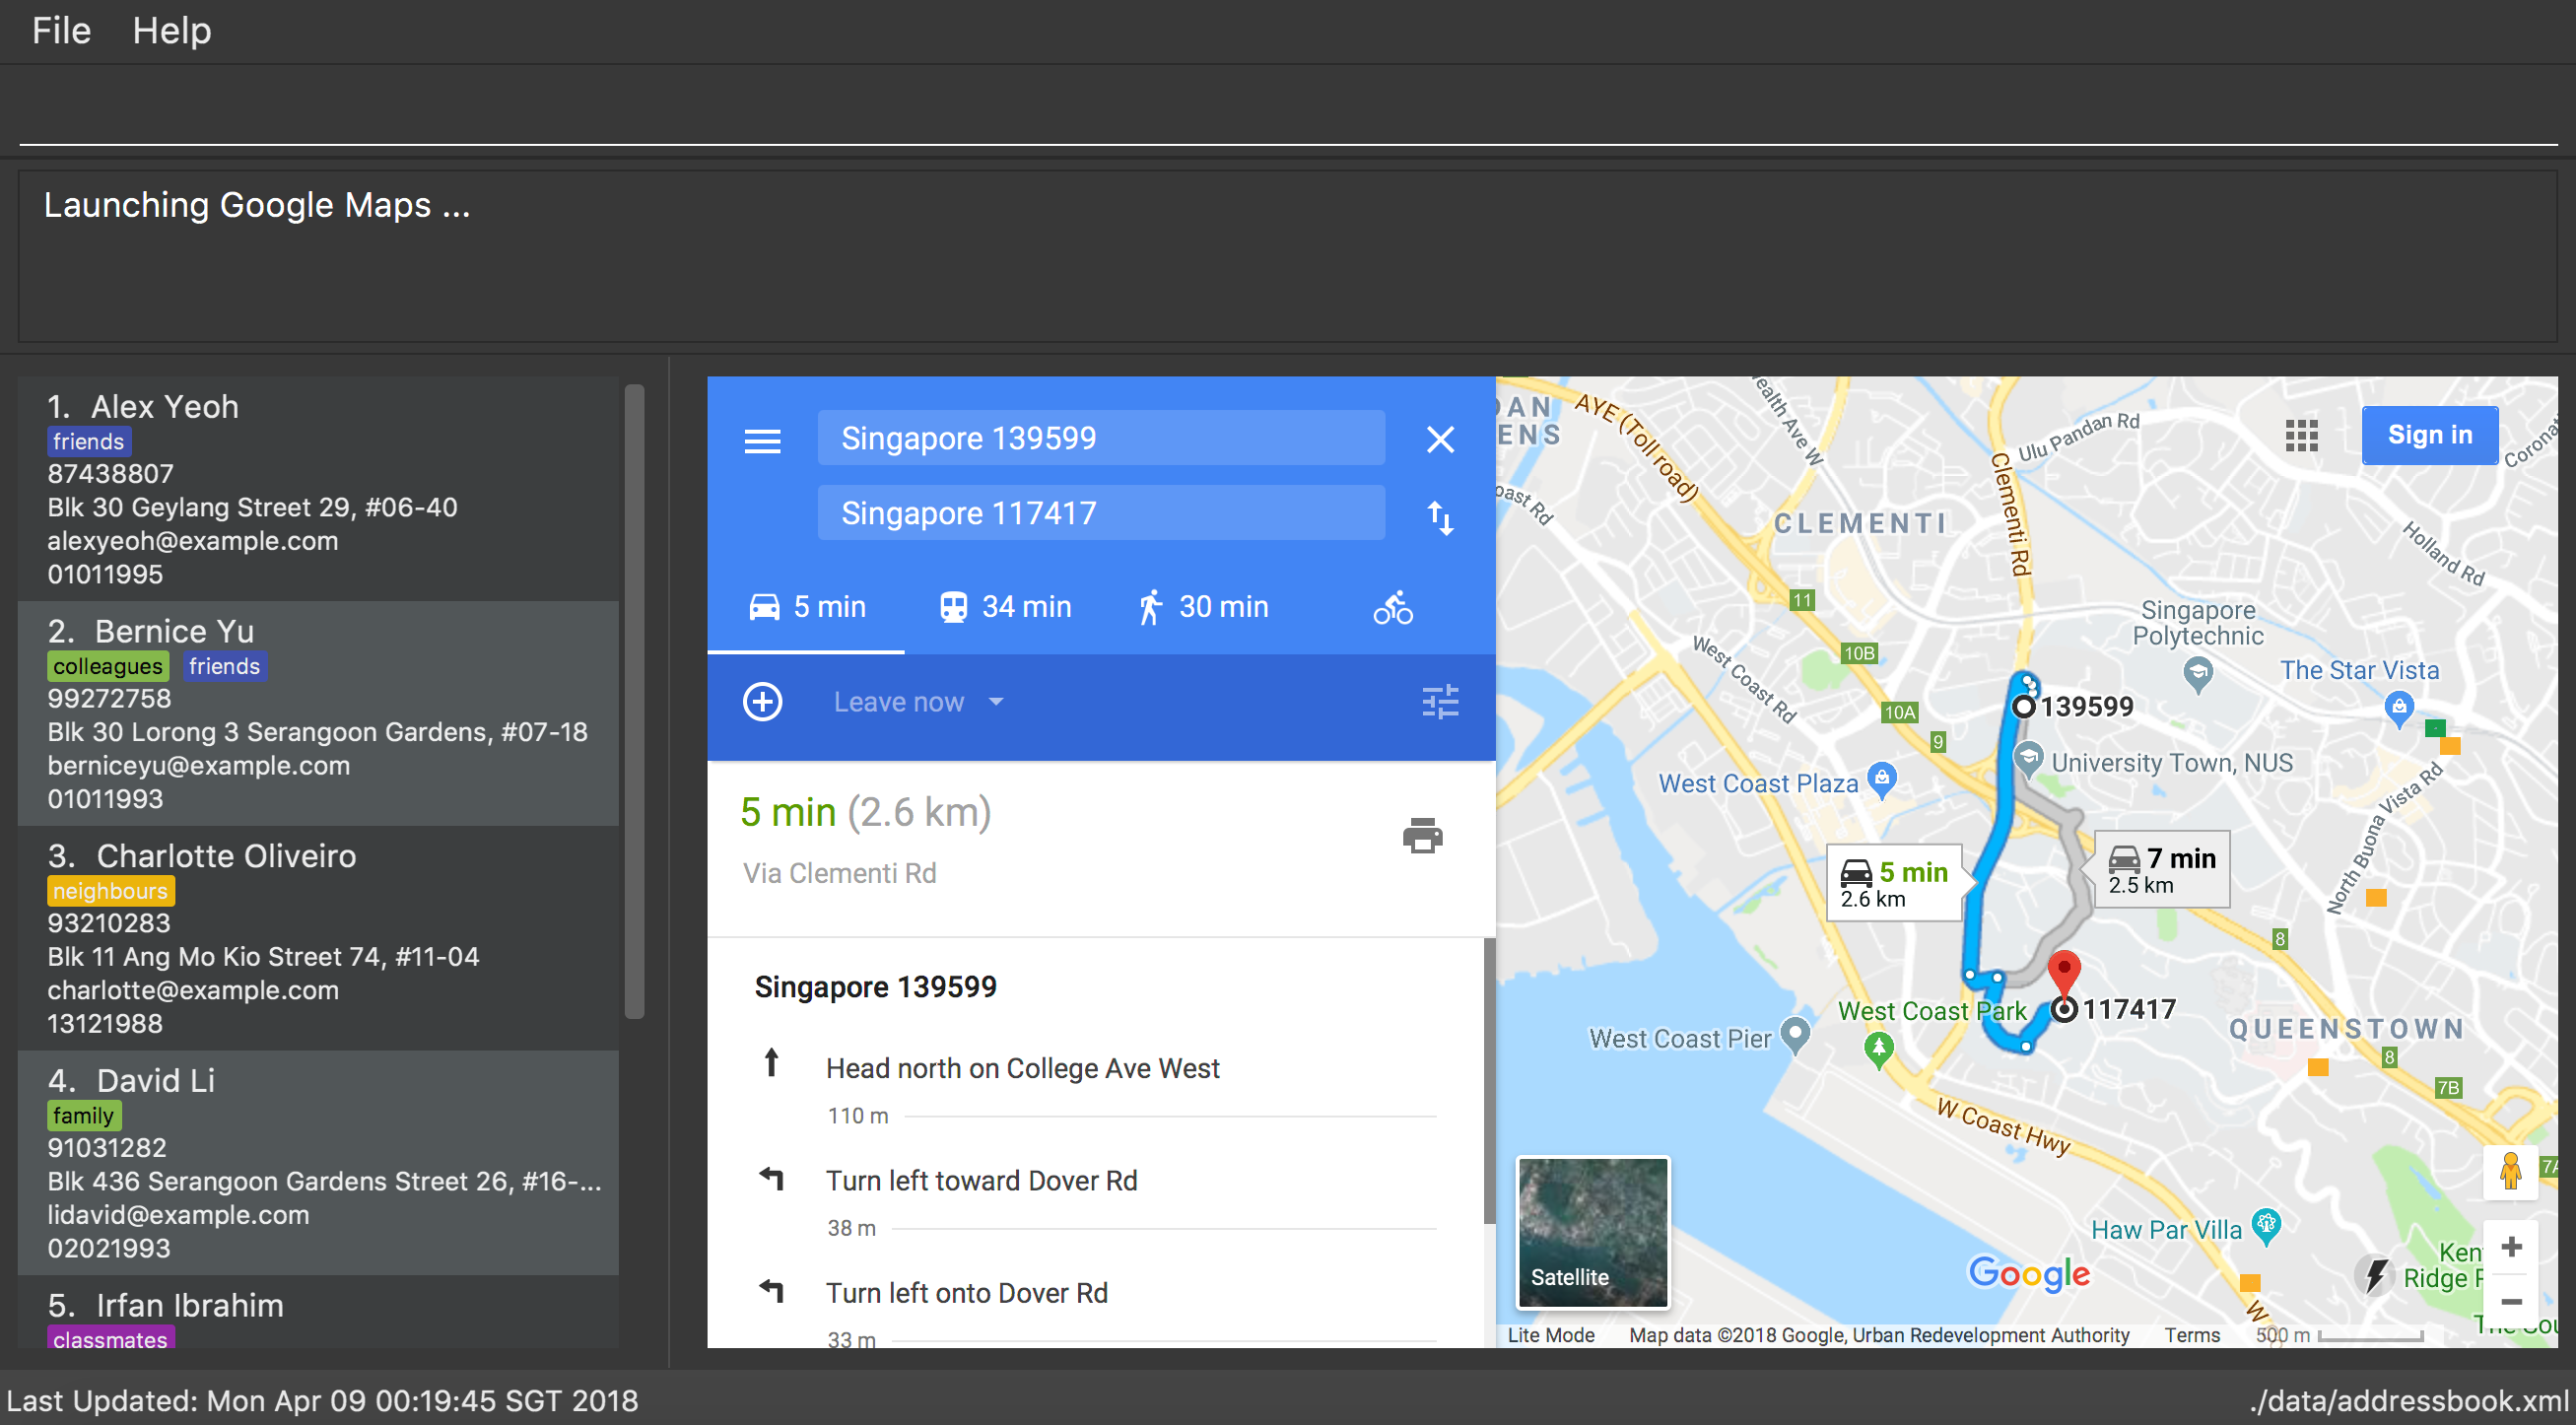 File Help
Launching Google Maps ...
1. Alex Yeoh
friends
87438807
Blk 30 Geylang Street 29, #06-40
alexyeoh@example.com
01011995
2. Bernice Yu
colleagues friends
99272758
Blk 30 Lorong 3 Serangoon Gardens, #07-18
berniceyu@example.com
01011993
3. Charlotte Oliveiro
neighbours
93210283
Blk 11 Ang Mo Kio Street 74, #11-04
charlotte@example.com
13121988
4. David Li
family
91031282
Blk 436 Serangoon Gardens Street 26, #16-...
lidavid@example.com
02021993
5. Irfan Ibrahim
classmates
Singapore 139599
Singapore 117417
5 min 34 min 30 min
Leave now
5 min (2.6 km)
Via Clementi Rd
Singapore 139599
Head north on College Ave West
110 m
Turn left toward Dover Rd
38 m
Turn left onto Dover Rd
33 m
AYE (Toll road)
Ulu Pandan Rd
Sign in
Clementi Rd
CLEMENTI
Holland Rd
11
Singapore
Polytechnic
10B
West Coast Rd
The Star Vista
10A
139599
9
University Town, NUS
West Coast Plaza
North Buona Vista Rd
5 min
2.6 km
7 min
2.5 km
8
West Coast Park
117417
West Coast Pier
QUEENSTOWN
8
7B
W Coast Hwy
Haw Par Villa
Satellite
Google
Lite Mode Map data ©2018 Google, Urban Redevelopment Authority Terms 500 m
Last Updated: Mon Apr 09 00:19:45 SGT 2018
./data/addressbook.xml